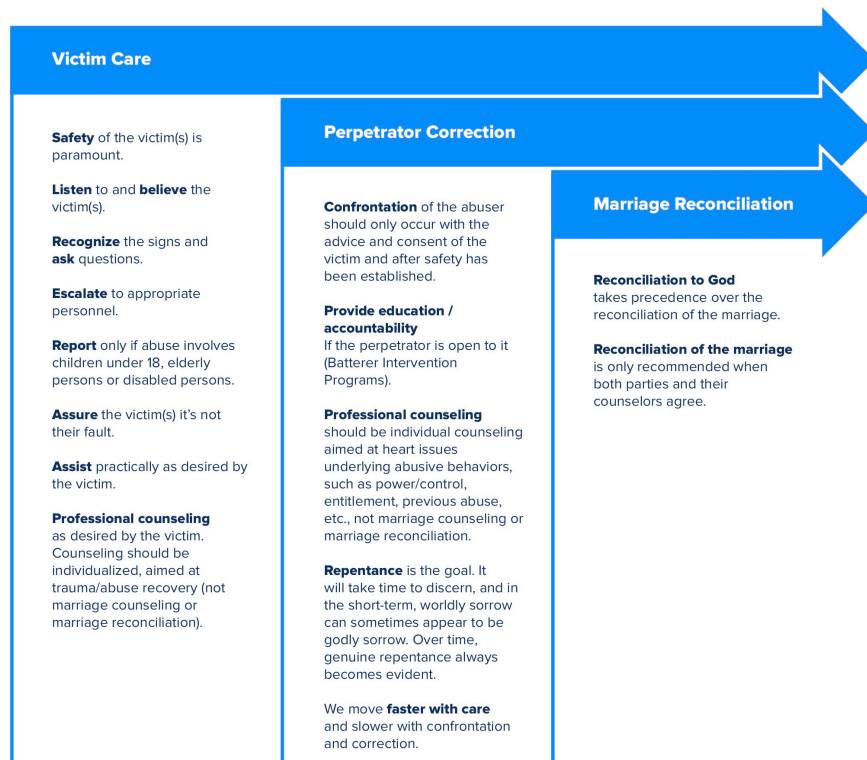 Victim Care
Safety of the victim(s) is
paramount.
Listen to and believe the
victim(s).
Recognize the signs and
ask questions.
Escalate to appropriate
personnel.
Report only if abuse involves
children under 18, elderly
persons or disabled persons.
Assure the victim(s) it's not
their fault.
Assist practically as desired by
the victim.
Professional counseling
as desired by the victim.
Counseling should be
individualized, aimed at
trauma/abuse recovery (not
marriage counseling or
marriage reconciliation).
Perpetrator Correction
Confrontation of the abuser
should only occur with the
advice and consent of the
victim and after safety has
been established.
Provide education /
accountability
If the perpetrator is open to it
(Batterer Intervention
Programs).
Professional counseling
should be individual counseling
aimed at heart issues
underlying abusive behaviors,
such as power/control,
entitlement, previous abuse,
etc., not marriage counseling or
marriage reconciliation.
Repentance is the goal. It
will take time to discern, and in
the short-term, worldly sorrow
can sometimes appear to be
godly sorrow. Over time,
genuine repentance always
becomes evident.
We move faster with care
and slower with confrontation
and correction.
Marriage Reconciliation
Reconciliation to God
takes precedence over the
reconciliation of the marriage.
Reconciliation of the marriage
is only recommended when
both parties and their
counselors agree.